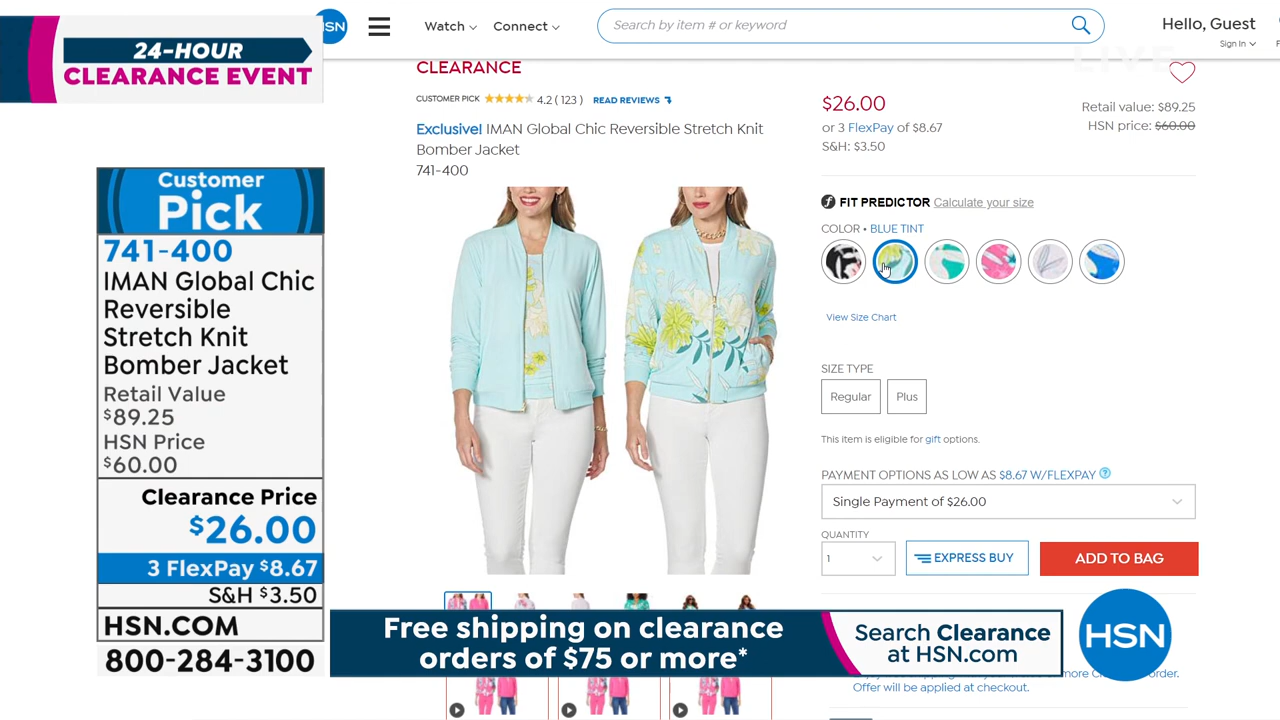 24-HOUR
CLEARANCE EVENT
HSN
Watch
Connect
Search by item # or keyword
Hello, Guest
Sign In
LIVE
CLEARANCE
CUSTOMER PICK 4.2 ( 123 ) READ REVIEWS
Exclusive! IMAN Global Chic Reversible Stretch Knit
Bomber Jacket
741-400
$26.00
or 3 FlexPay of $8.67
S&H: $3.50
Retail value: $89.25
HSN price: $60.00
FIT PREDICTOR Calculate your size
COLOR • BLUE TINT
View Size Chart
SIZE TYPE
Regular
Plus
This item is eligible for gift options.
PAYMENT OPTIONS AS LOW AS $8.67 W/FLEXPAY ?
Single Payment of $26.00
QUANTITY
1
EXPRESS BUY
ADD TO BAG
Customer
Pick
741-400
IMAN Global Chic
Reversible
Stretch Knit
Bomber Jacket
Retail Value
$89.25
HSN Price
$60.00
Clearance Price
$26.00
3 FlexPay $8.67
S&H $3.50
HSN.COM
800-284-3100
Free shipping on clearance
orders of $75 or more*
Search Clearance
at HSN.com
HSN
Offer will be applied at checkout.